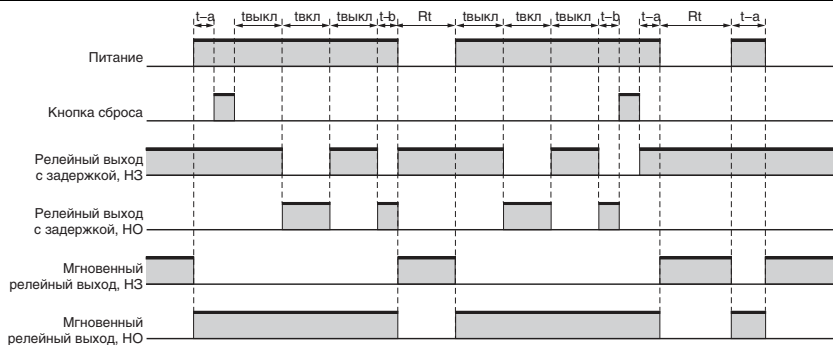 t–a tвыкл tвкл tвыкл t–b Rt tвыкл tвкл tвыкл t–b t–a Rt t–a
Питание
Кнопка сброса
Релейный выход
с задержкой, НЗ
Релейный выход
с задержкой, НО
Мгновенный
релейный выход, НЗ
Мгновенный
релейный выход, НО